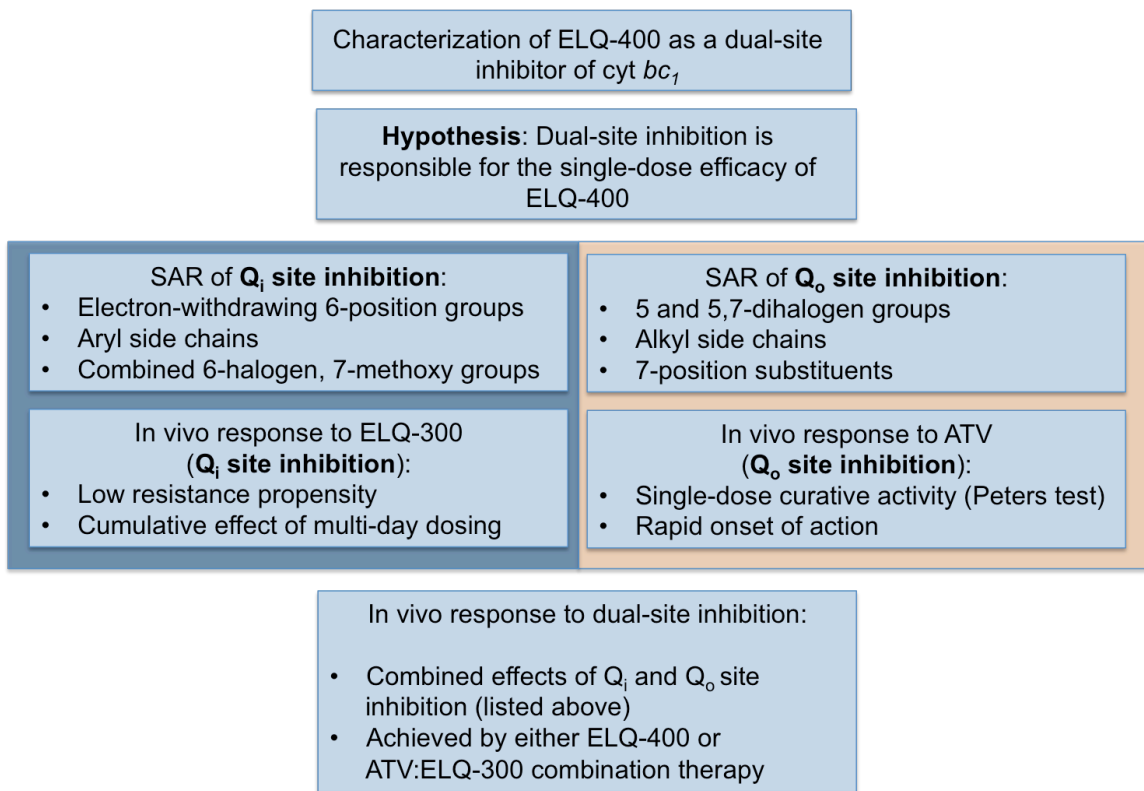 Characterization of ELQ-400 as a dual-site
inhibitor of cyt bc₁
Hypothesis: Dual-site inhibition is
responsible for the single-dose efficacy of
ELQ-400
SAR of Qᵢ site inhibition:
• Electron-withdrawing 6-position groups
• Aryl side chains
• Combined 6-halogen, 7-methoxy groups
In vivo response to ELQ-300
(Qᵢ site inhibition):
• Low resistance propensity
• Cumulative effect of multi-day dosing
SAR of Qₒ site inhibition:
• 5 and 5,7-dihalogen groups
• Alkyl side chains
• 7-position substituents
In vivo response to ATV
(Qₒ site inhibition):
• Single-dose curative activity (Peters test)
• Rapid onset of action
In vivo response to dual-site inhibition:
• Combined effects of Qᵢ and Qₒ site
inhibition (listed above)
• Achieved by either ELQ-400 or
ATV:ELQ-300 combination therapy